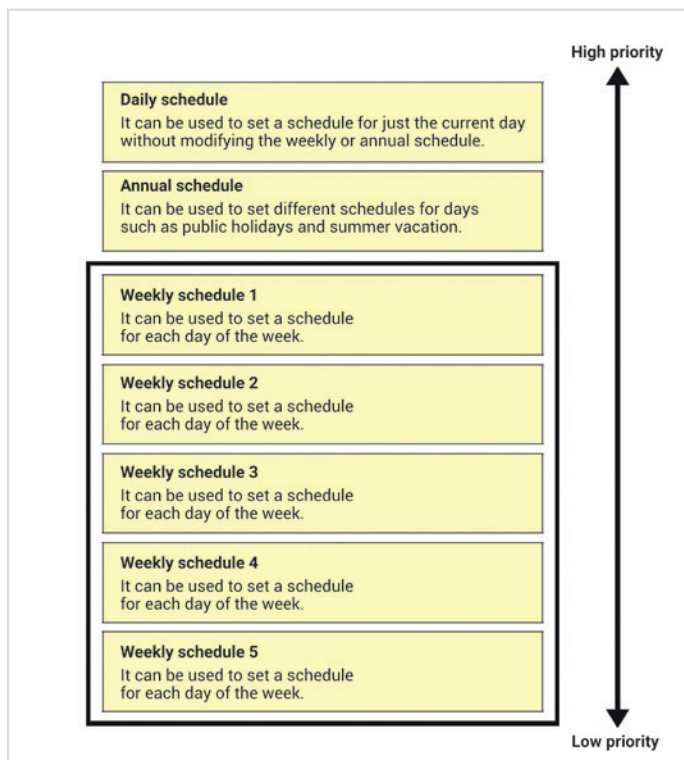 High priority
Daily schedule
It can be used to set a schedule for just the current day
without modifying the weekly or annual schedule.
Annual schedule
It can be used to set different schedules for days
such as public holidays and summer vacation.
Weekly schedule 1
It can be used to set a schedule
for each day of the week.
Weekly schedule 2
It can be used to set a schedule
for each day of the week.
Weekly schedule 3
It can be used to set a schedule
for each day of the week.
Weekly schedule 4
It can be used to set a schedule
for each day of the week.
Weekly schedule 5
It can be used to set a schedule
for each day of the week.
Low priority